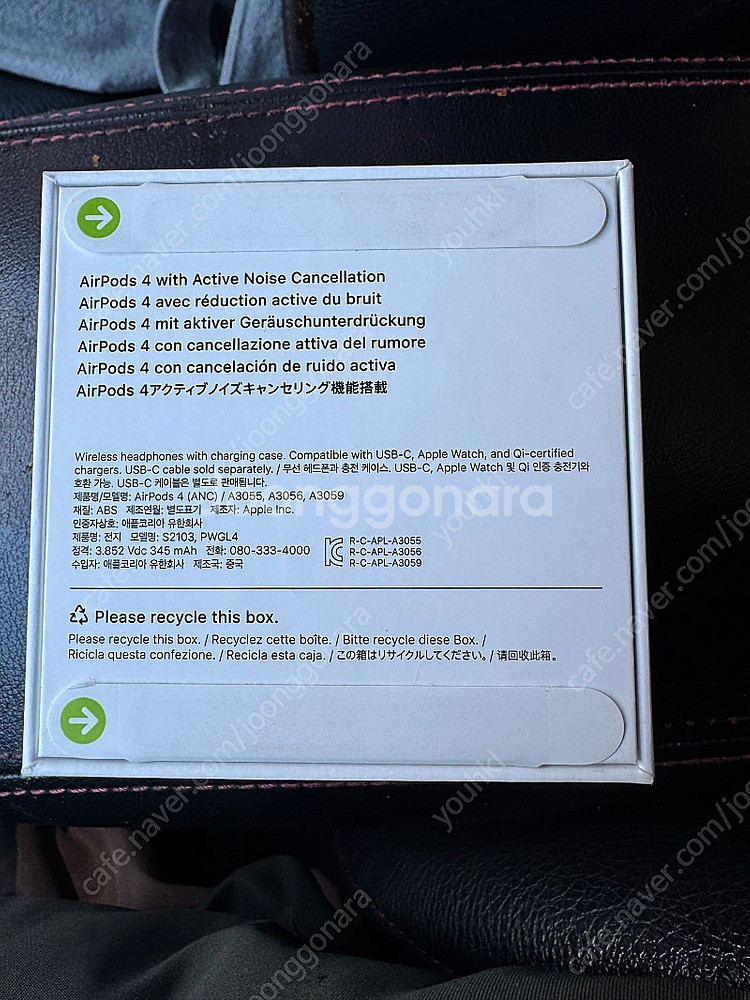 AirPods 4 with Active Noise Cancellation
AirPods 4 avec réduction active du bruit
AirPods 4 mit aktiver Geräuschunterdrückung
AirPods 4 con cancellazione attiva del rumore
AirPods 4 con cancelación de ruido activa
AirPods 4アクティブノイズキャンセリング機能搭載
Wireless headphones with charging case. Compatible with USB-C, Apple Watch, and Qi-certified
chargers. USB-C cable sold separately. / 무선 헤드폰과 충전 케이스. USB-C, Apple Watch 및 Qi 인증 충전기와
호환 가능. USB-C 케이블은 별도로 판매됩니다.
제품명/모델명: AirPods 4 (ANC) / A3055, A3056, A3059
재질: ABS 제조연월: 별도표기 제조자: Apple Inc.
인증자상호: 애플코리아 유한회사
제품명: 전지 모델명: S2103, PWGL4
정격: 3.852 Vdc 345 mAh 전화: 080-333-4000
수입자: 애플코리아 유한회사 제조국: 중국
R-C-APL-A3055
R-C-APL-A3056
R-C-APL-A3059
Please recycle this box.
Please recycle this box. / Recyclez cette boîte. / Bitte recycle diese Box. /
Ricicla questa confezione. / Recicla esta caja. / この箱はリサイクルしてください。/ 请回收此箱。
joonggonara
cafe.naver.com/joonggonara
youhkl